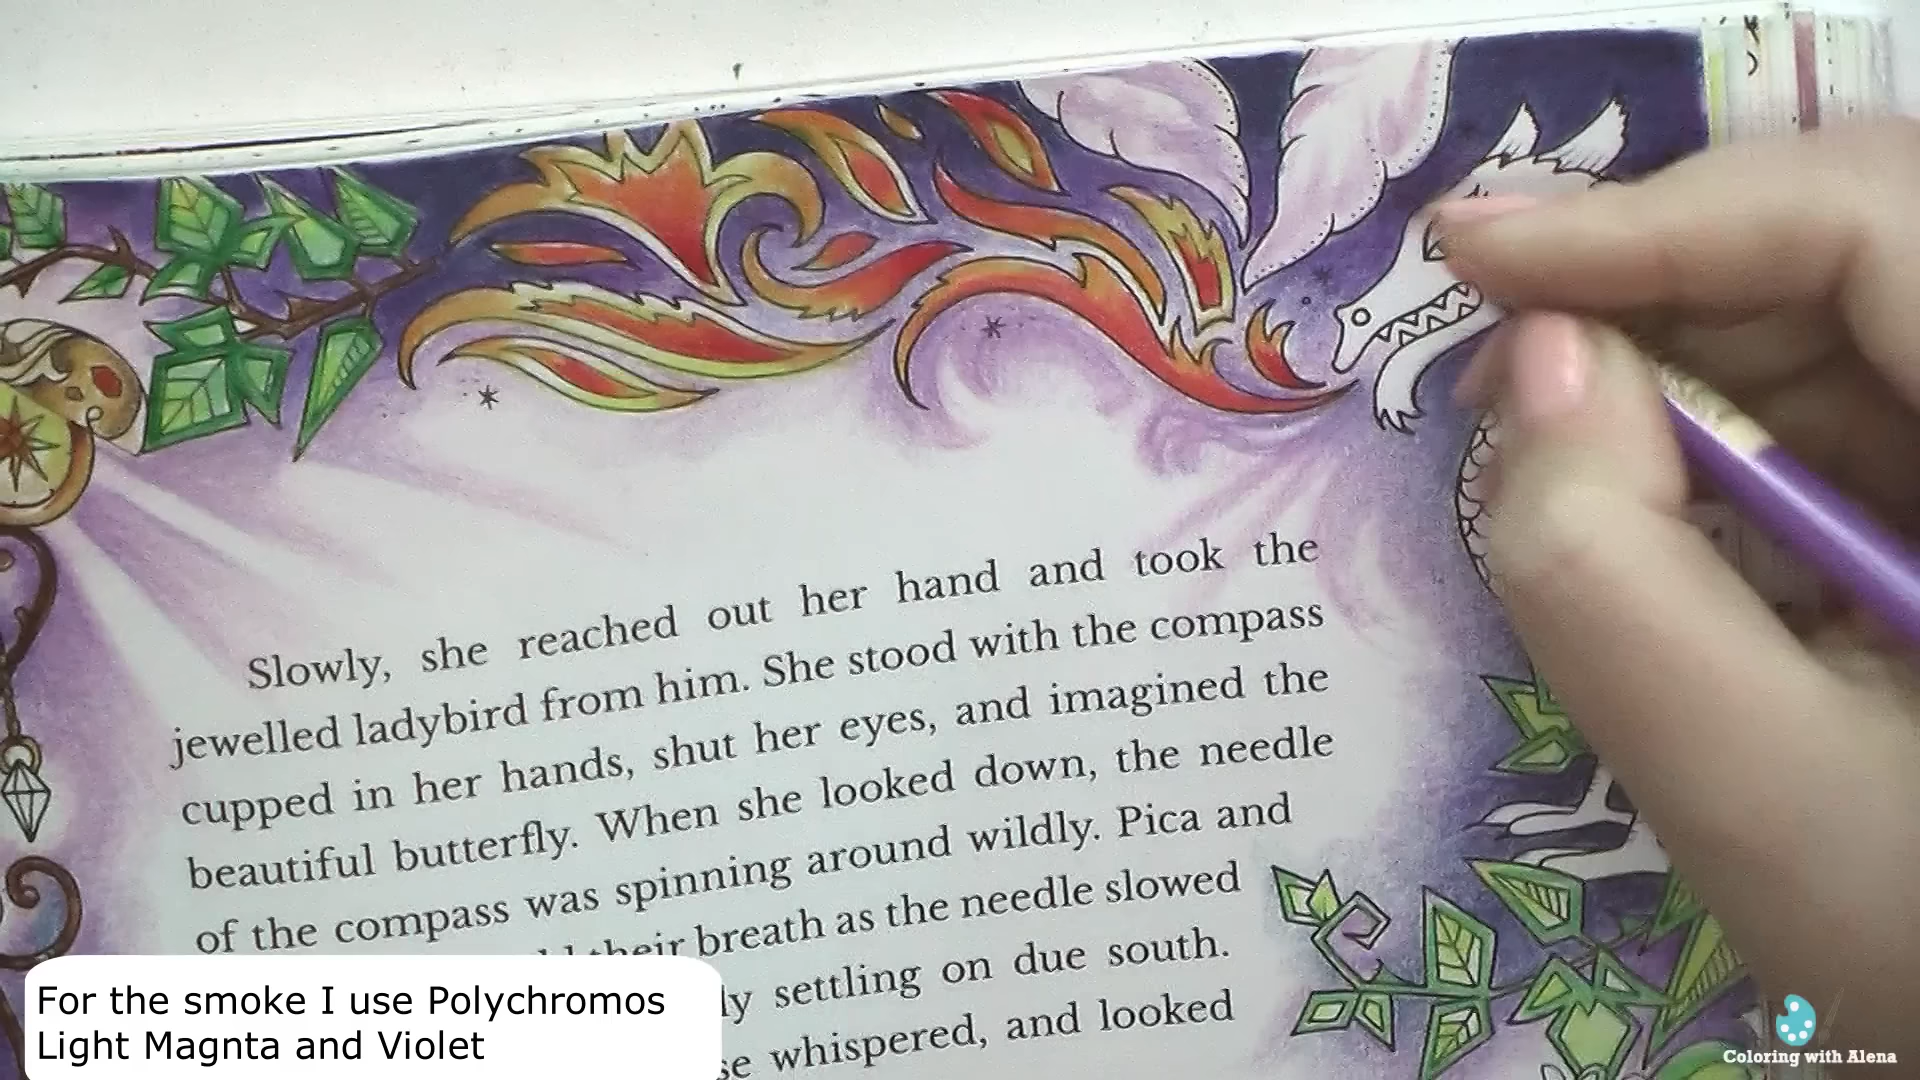 Slowly, she reached out her hand and took the
jewelled ladybird from him. She stood with the compass
cupped in her hands, shut her eyes, and imagined the
beautiful butterfly. When she looked down, the needle
of the compass was spinning around wildly. Pica and
their breath as the needle slowed
settling on due south.
whispered, and looked
For the smoke I use Polychromos
Light Magnta and Violet
Coloring with Alena